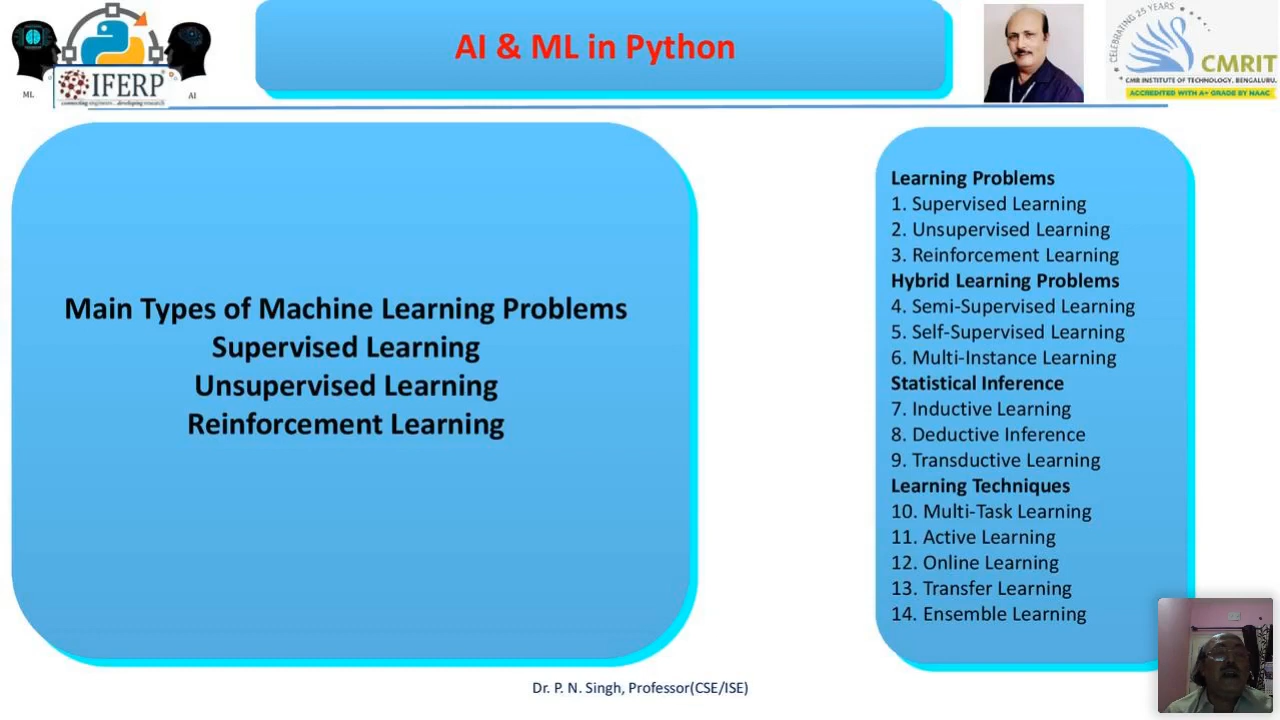 AI & ML in Python
ML
IFERP
connecting engineers...developing research
AI
CELEBRATING 25 YEARS
CMRIT
CMR INSTITUTE OF TECHNOLOGY, BENGALURU.
ACCREDITED WITH A+ GRADE BY NAAC
Main Types of Machine Learning Problems
Supervised Learning
Unsupervised Learning
Reinforcement Learning
Learning Problems
1. Supervised Learning
2. Unsupervised Learning
3. Reinforcement Learning
Hybrid Learning Problems
4. Semi-Supervised Learning
5. Self-Supervised Learning
6. Multi-Instance Learning
Statistical Inference
7. Inductive Learning
8. Deductive Inference
9. Transductive Learning
Learning Techniques
10. Multi-Task Learning
11. Active Learning
12. Online Learning
13. Transfer Learning
14. Ensemble Learning
Dr. P. N. Singh, Professor(CSE/ISE)